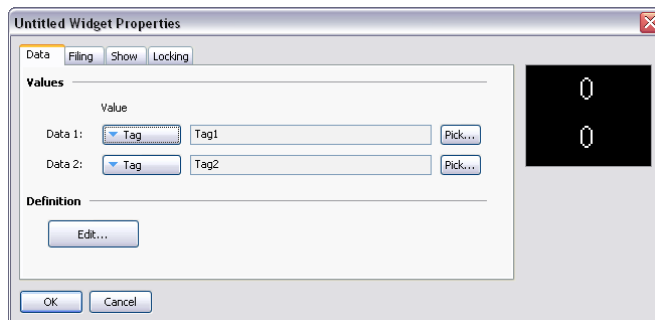 Untitled Widget Properties
Data Filing Show Locking
Values
Value
Data 1: Tag Tag1 Pick...
Data 2: Tag Tag2 Pick...
Definition
Edit...
OK Cancel
0
0